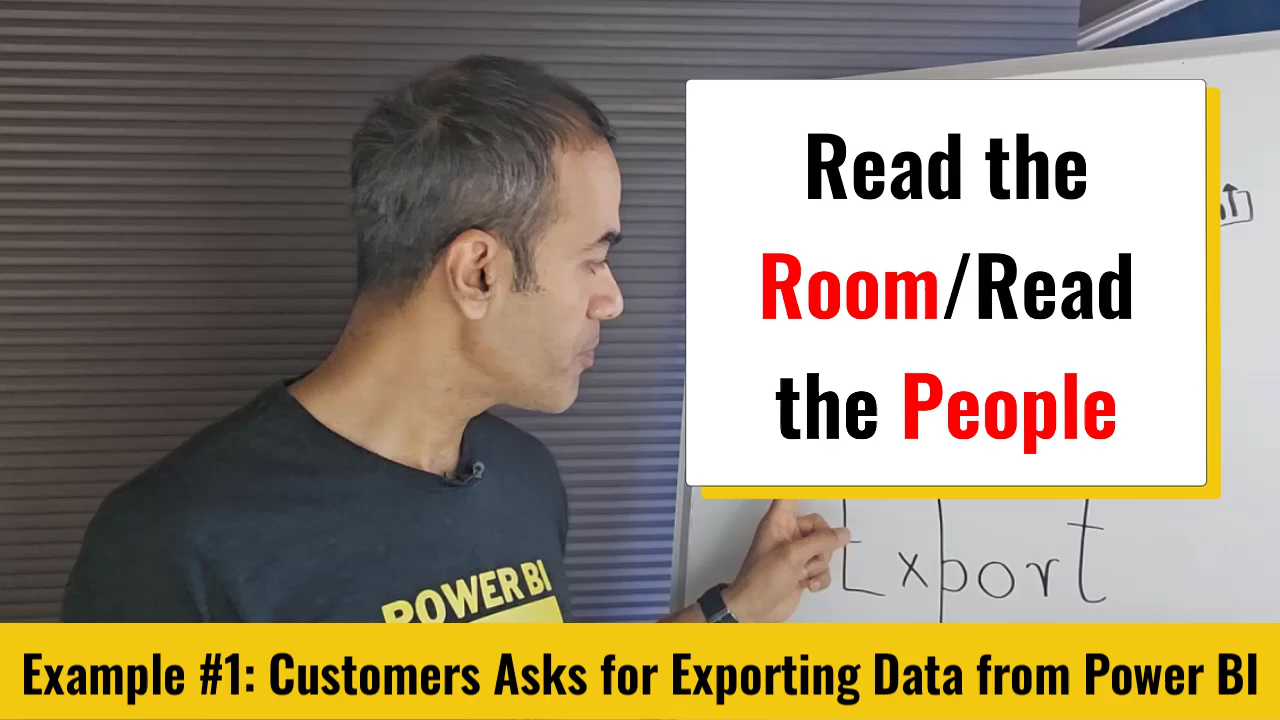 Read the
Room/Read
the People
Export
POWER BI
Example #1: Customers Asks for Exporting Data from Power BI